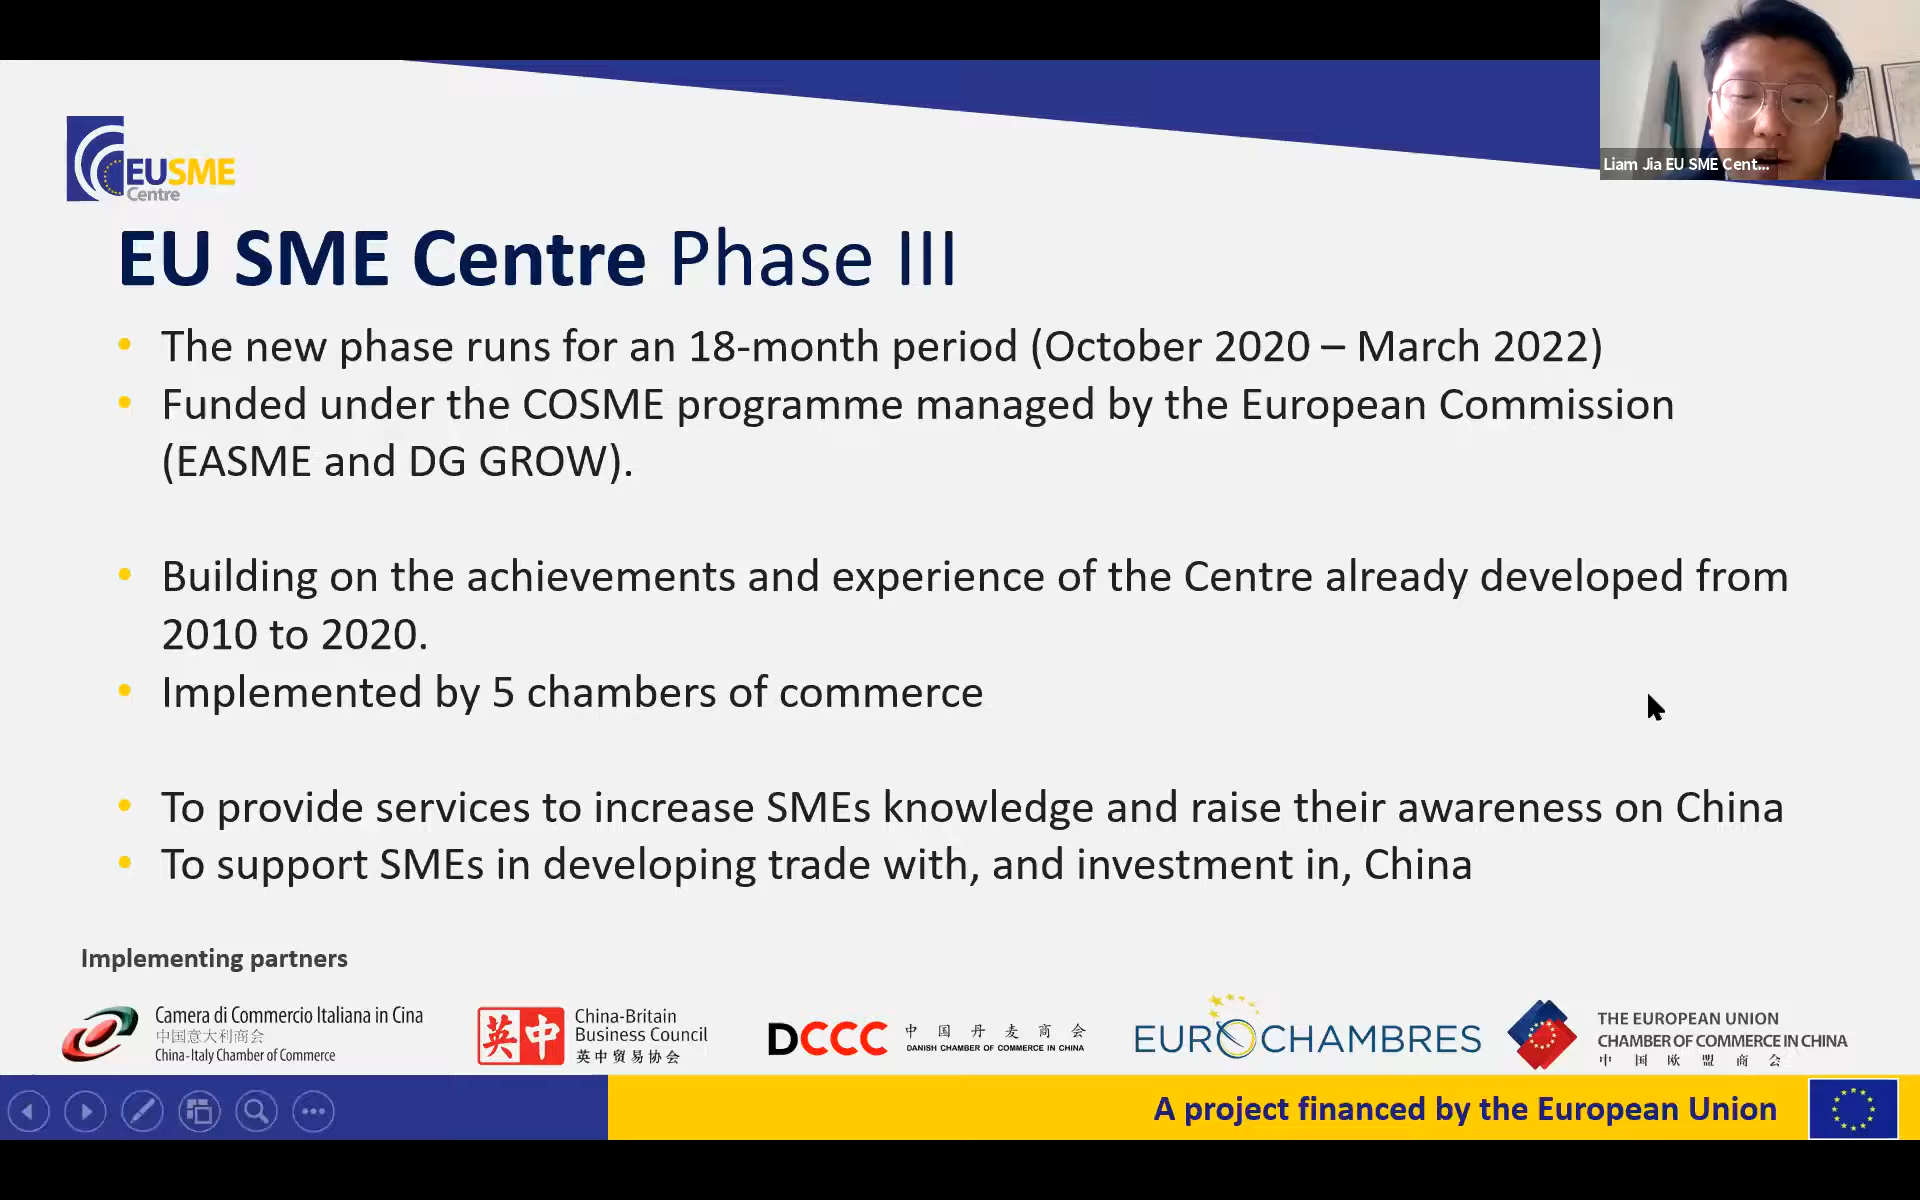 Liam Jia EU SME Cent...
EUSME
Centre
EU SME Centre Phase III
• The new phase runs for an 18-month period (October 2020 – March 2022)
• Funded under the COSME programme managed by the European Commission
(EASME and DG GROW).
• Building on the achievements and experience of the Centre already developed from
2010 to 2020.
• Implemented by 5 chambers of commerce
• To provide services to increase SMEs knowledge and raise their awareness on China
• To support SMEs in developing trade with, and investment in, China
Implementing partners
Camera di Commercio Italiana in Cina
中国意大利商会
China-Italy Chamber of Commerce
英中
China-Britain
Business Council
英中贸易协会
DCCC
中国丹麦商会
DANISH CHAMBER OF COMMERCE IN CHINA
EUROCHAMBRES
THE EUROPEAN UNION
CHAMBER OF COMMERCE IN CHINA
中国欧盟商会
A project financed by the European Union